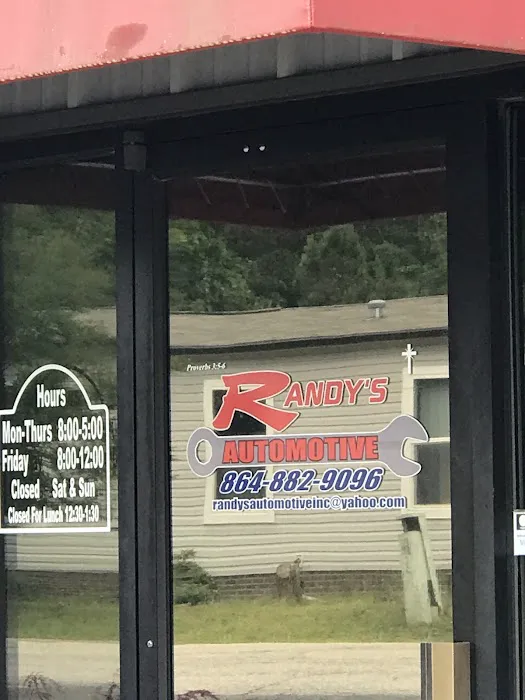 Hours
Mon-Thurs 8:00-5:00
Friday 8:00-12:00
Closed Sat & Sun
Closed For Lunch 12:30-1:30
Proverbs 3:5-6
RANDY'S
AUTOMOTIVE
864-882-9096
randysautomotiveinc@yahoo.com